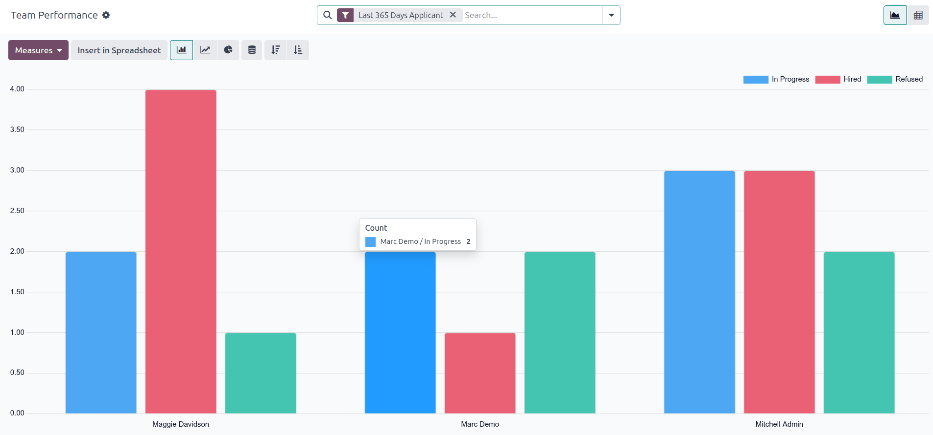 Team Performance
Last 365 Days Applicant
Search...
Measures
Insert in Spreadsheet
In Progress
Hired
Refused
4.00
3.50
3.00
2.50
2.00
1.50
1.00
0.50
0.00
Count
Marc Demo / In Progress 2
Maggie Davidson
Marc Demo
Mitchell Admin